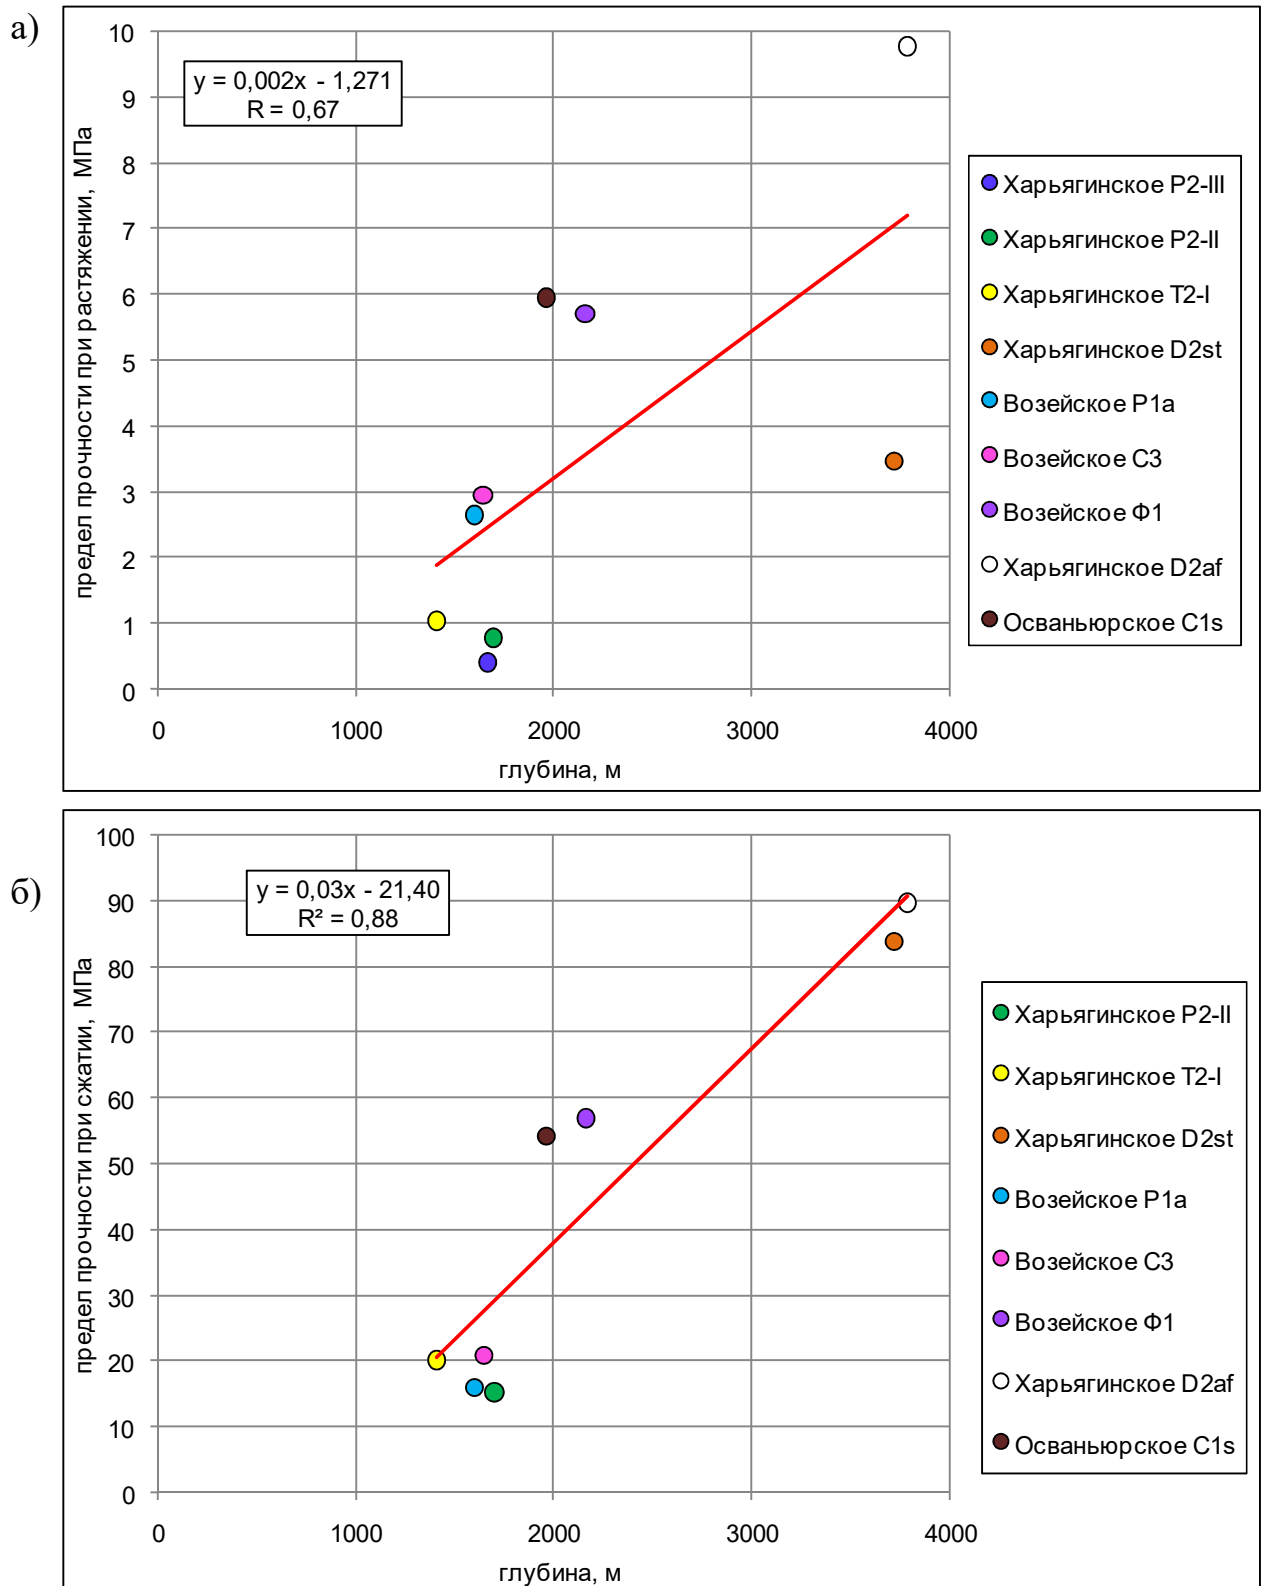 а)
y = 0,002x - 1,271
R = 0,67
предел прочности при растяжении, МПа
10
9
8
7
6
5
4
3
2
1
0
0 1000 2000 3000 4000
глубина, м
Харьягинское P2-III
Харьягинское P2-II
Харьягинское T2-I
Харьягинское D2st
Возейское P1a
Возейское C3
Возейское Ф1
Харьягинское D2af
Осваньюрское C1s
б)
y = 0,03x - 21,40
R² = 0,88
предел прочности при сжатии, МПа
100
90
80
70
60
50
40
30
20
10
0
0 1000 2000 3000 4000
глубина, м
Харьягинское P2-II
Харьягинское T2-I
Харьягинское D2st
Возейское P1a
Возейское C3
Возейское Ф1
Харьягинское D2af
Осваньюрское C1s